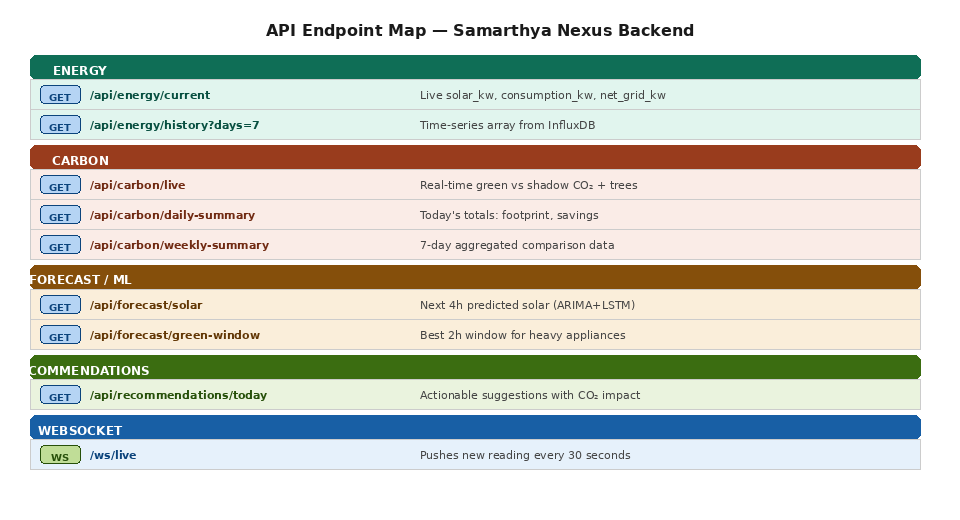 API Endpoint Map — Samarthya Nexus Backend
ENERGY
GET /api/energy/current Live solar_kw, consumption_kw, net_grid_kw
GET /api/energy/history?days=7 Time-series array from InfluxDB
CARBON
GET /api/carbon/live Real-time green vs shadow CO₂ + trees
GET /api/carbon/daily-summary Today's totals: footprint, savings
GET /api/carbon/weekly-summary 7-day aggregated comparison data
FORECAST / ML
GET /api/forecast/solar Next 4h predicted solar (ARIMA+LSTM)
GET /api/forecast/green-window Best 2h window for heavy appliances
COMMENDATIONS
GET /api/recommendations/today Actionable suggestions with CO₂ impact
WEBSOCKET
WS /ws/live Pushes new reading every 30 seconds